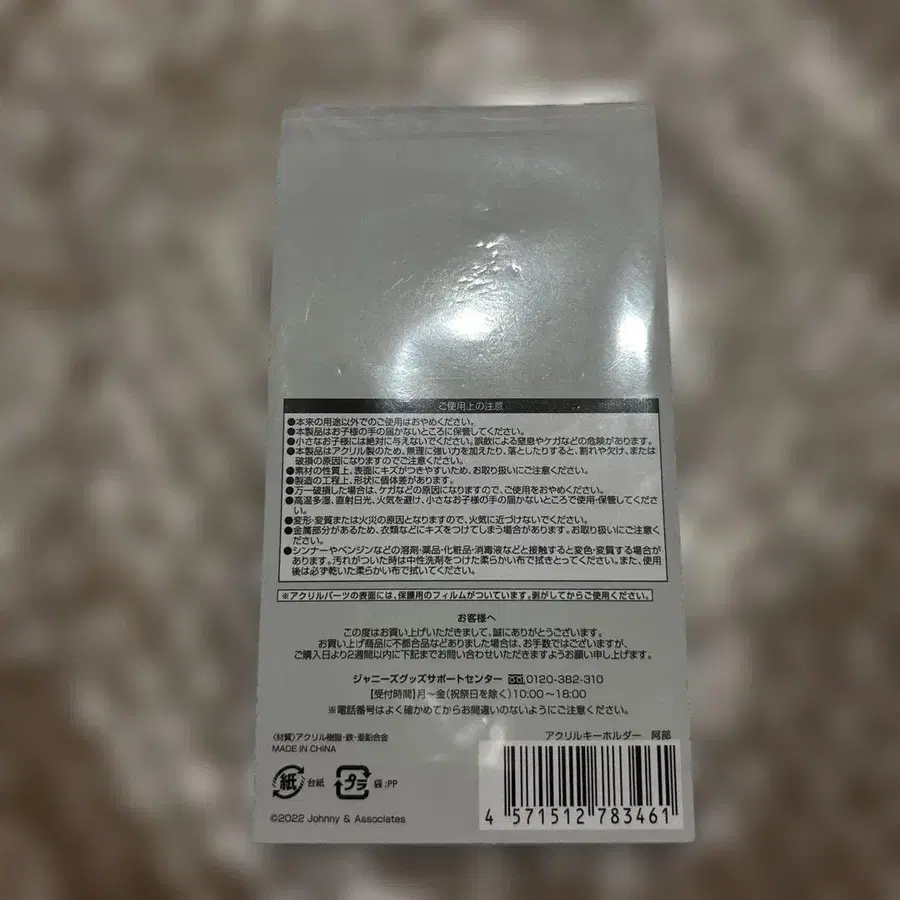 ご使用上の注意
●本来の用途以外でのご使用はおやめください。
●本製品はお子様の手の届かないところに保管してください。
●小さなお子様には絶対に与えないでください。誤飲による窒息やケガなどの危険があります。
●本製品はアクリル製のため、無理に強い力を加えたり、落としたりすると、割れや欠け、または
破損の原因になりますのでご注意ください。
●素材の性質上、表面にキズがつきやすいため、お取り扱いにご注意ください。
●製造の工程上、形状に個体差があります。
●万一破損した場合は、ケガなどの原因になりますので、ご使用をおやめください。
●高温多湿、直射日光、火気を避け、小さなお子様の手の届かないところで使用・保管してくださ
い。
●変形・変質または火災の原因となりますので、火気に近づけないでください。
●金属部分があるため、衣類などにキズをつけてしまう場合があります。お取り扱いにご注意くだ
さい。
●シンナーやベンジンなどの溶剤・薬品・化粧品・消毒液などと接触すると変色・変質する場合が
あります。汚れがついた時は中性洗剤をつけた柔らかい布で拭きとってください。また、使用
後は必ず乾いた柔らかい布で拭いてください。
※アクリルパーツの表面には、保護用のフィルムがついています。剥がしてからご使用ください。
お客様へ
この度はお買い上げいただきまして、誠にありがとうございます。
お買い上げ商品に不都合品などありました場合は、お手数ではございますが、
ご購入日より2週間以内に下記までお問い合わせいただきますようお願い申し上げます。
ジャニーズグッズサポートセンター 0120-382-310
【受付時間】月～金(祝祭日を除く)10:00～18:00
※電話番号はよく確かめてからお間違いのないようにご注意ください。
〈材質〉アクリル樹脂・鉄・亜鉛合金
MADE IN CHINA
アクリルキーホルダー 阿部
紙 台紙 プラ 袋:PP
4 571512 783461
©2022 Johnny & Associates